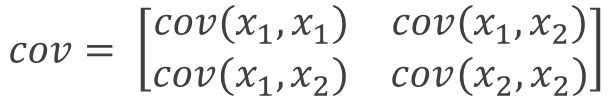 cov = [cov(x₁,x₁) cov(x₁,x₂)
cov(x₁,x₂) cov(x₂,x₂)]